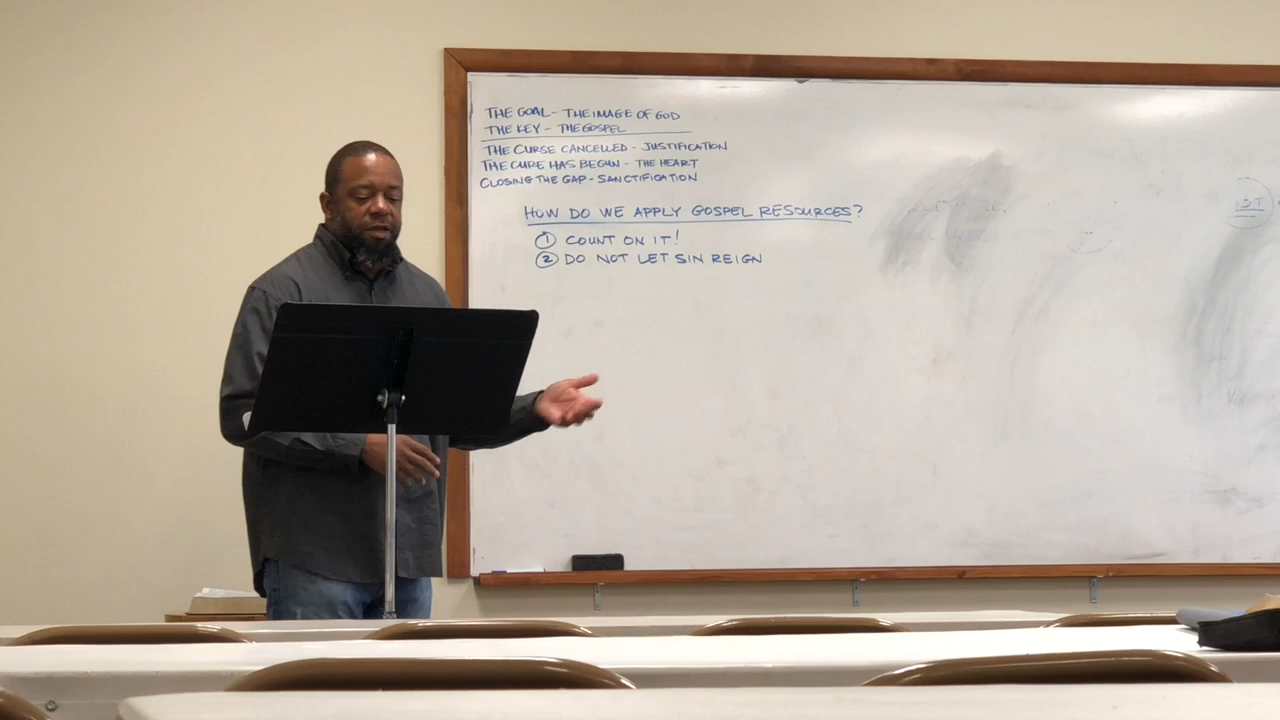 THE GOAL - THE IMAGE OF GOD
THE KEY - THE GOSPEL
THE CURSE CANCELLED - JUSTIFICATION
THE CURE HAS BEGUN - THE HEART
CLOSING THE GAP - SANCTIFICATION
HOW DO WE APPLY GOSPEL RESOURCES?
1 COUNT ON IT!
2 DO NOT LET SIN REIGN